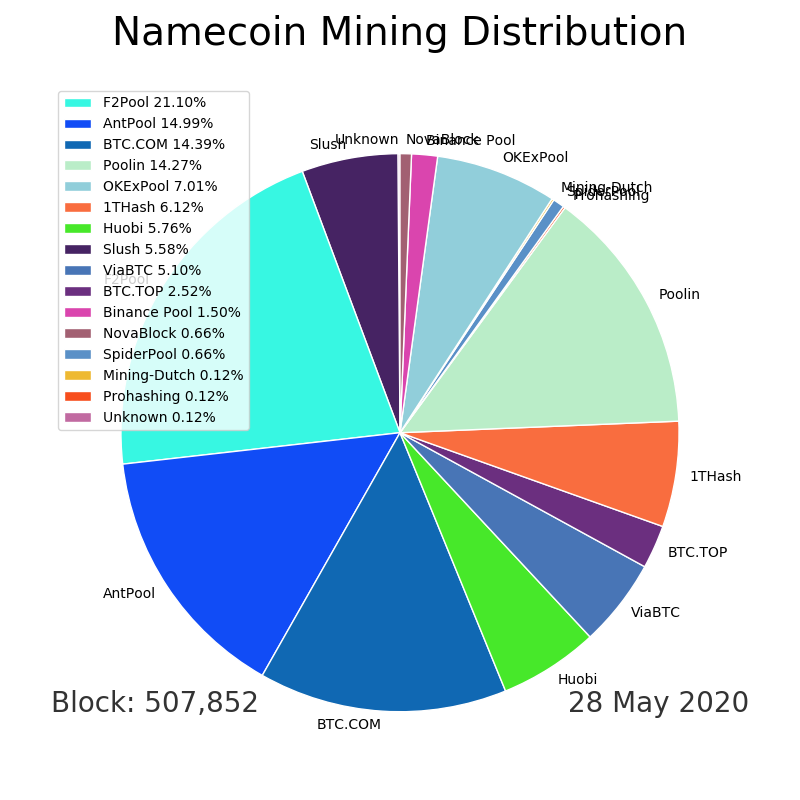 Namecoin Mining Distribution
F2Pool 21.10%
AntPool 14.99%
BTC.COM 14.39%
Poolin 14.27%
OKExPool 7.01%
1THash 6.12%
Huobi 5.76%
Slush 5.58%
ViaBTC 5.10%
BTC.TOP 2.52%
Binance Pool 1.50%
NovaBlock 0.66%
SpiderPool 0.66%
Mining-Dutch 0.12%
Prohashing 0.12%
Unknown 0.12%
Unknown
NovaBlock
Binance Pool
Slush
OKExPool
Mining-Dutch
SpiderPool
Prohashing
F2Pool
Poolin
1THash
BTC.TOP
AntPool
ViaBTC
Huobi
BTC.COM
Block: 507,852
28 May 2020